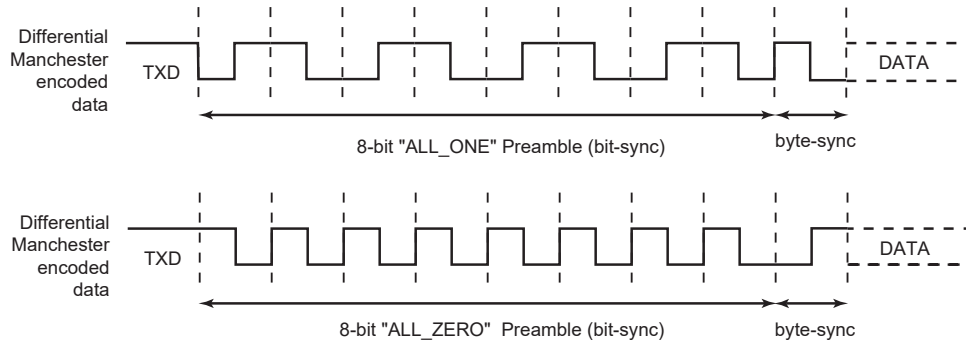 Differential
Manchester
encoded
data
TXD
DATA
8-bit "ALL_ONE" Preamble (bit-sync)
byte-sync
Differential
Manchester
encoded
data
TXD
DATA
8-bit "ALL_ZERO" Preamble (bit-sync)
byte-sync